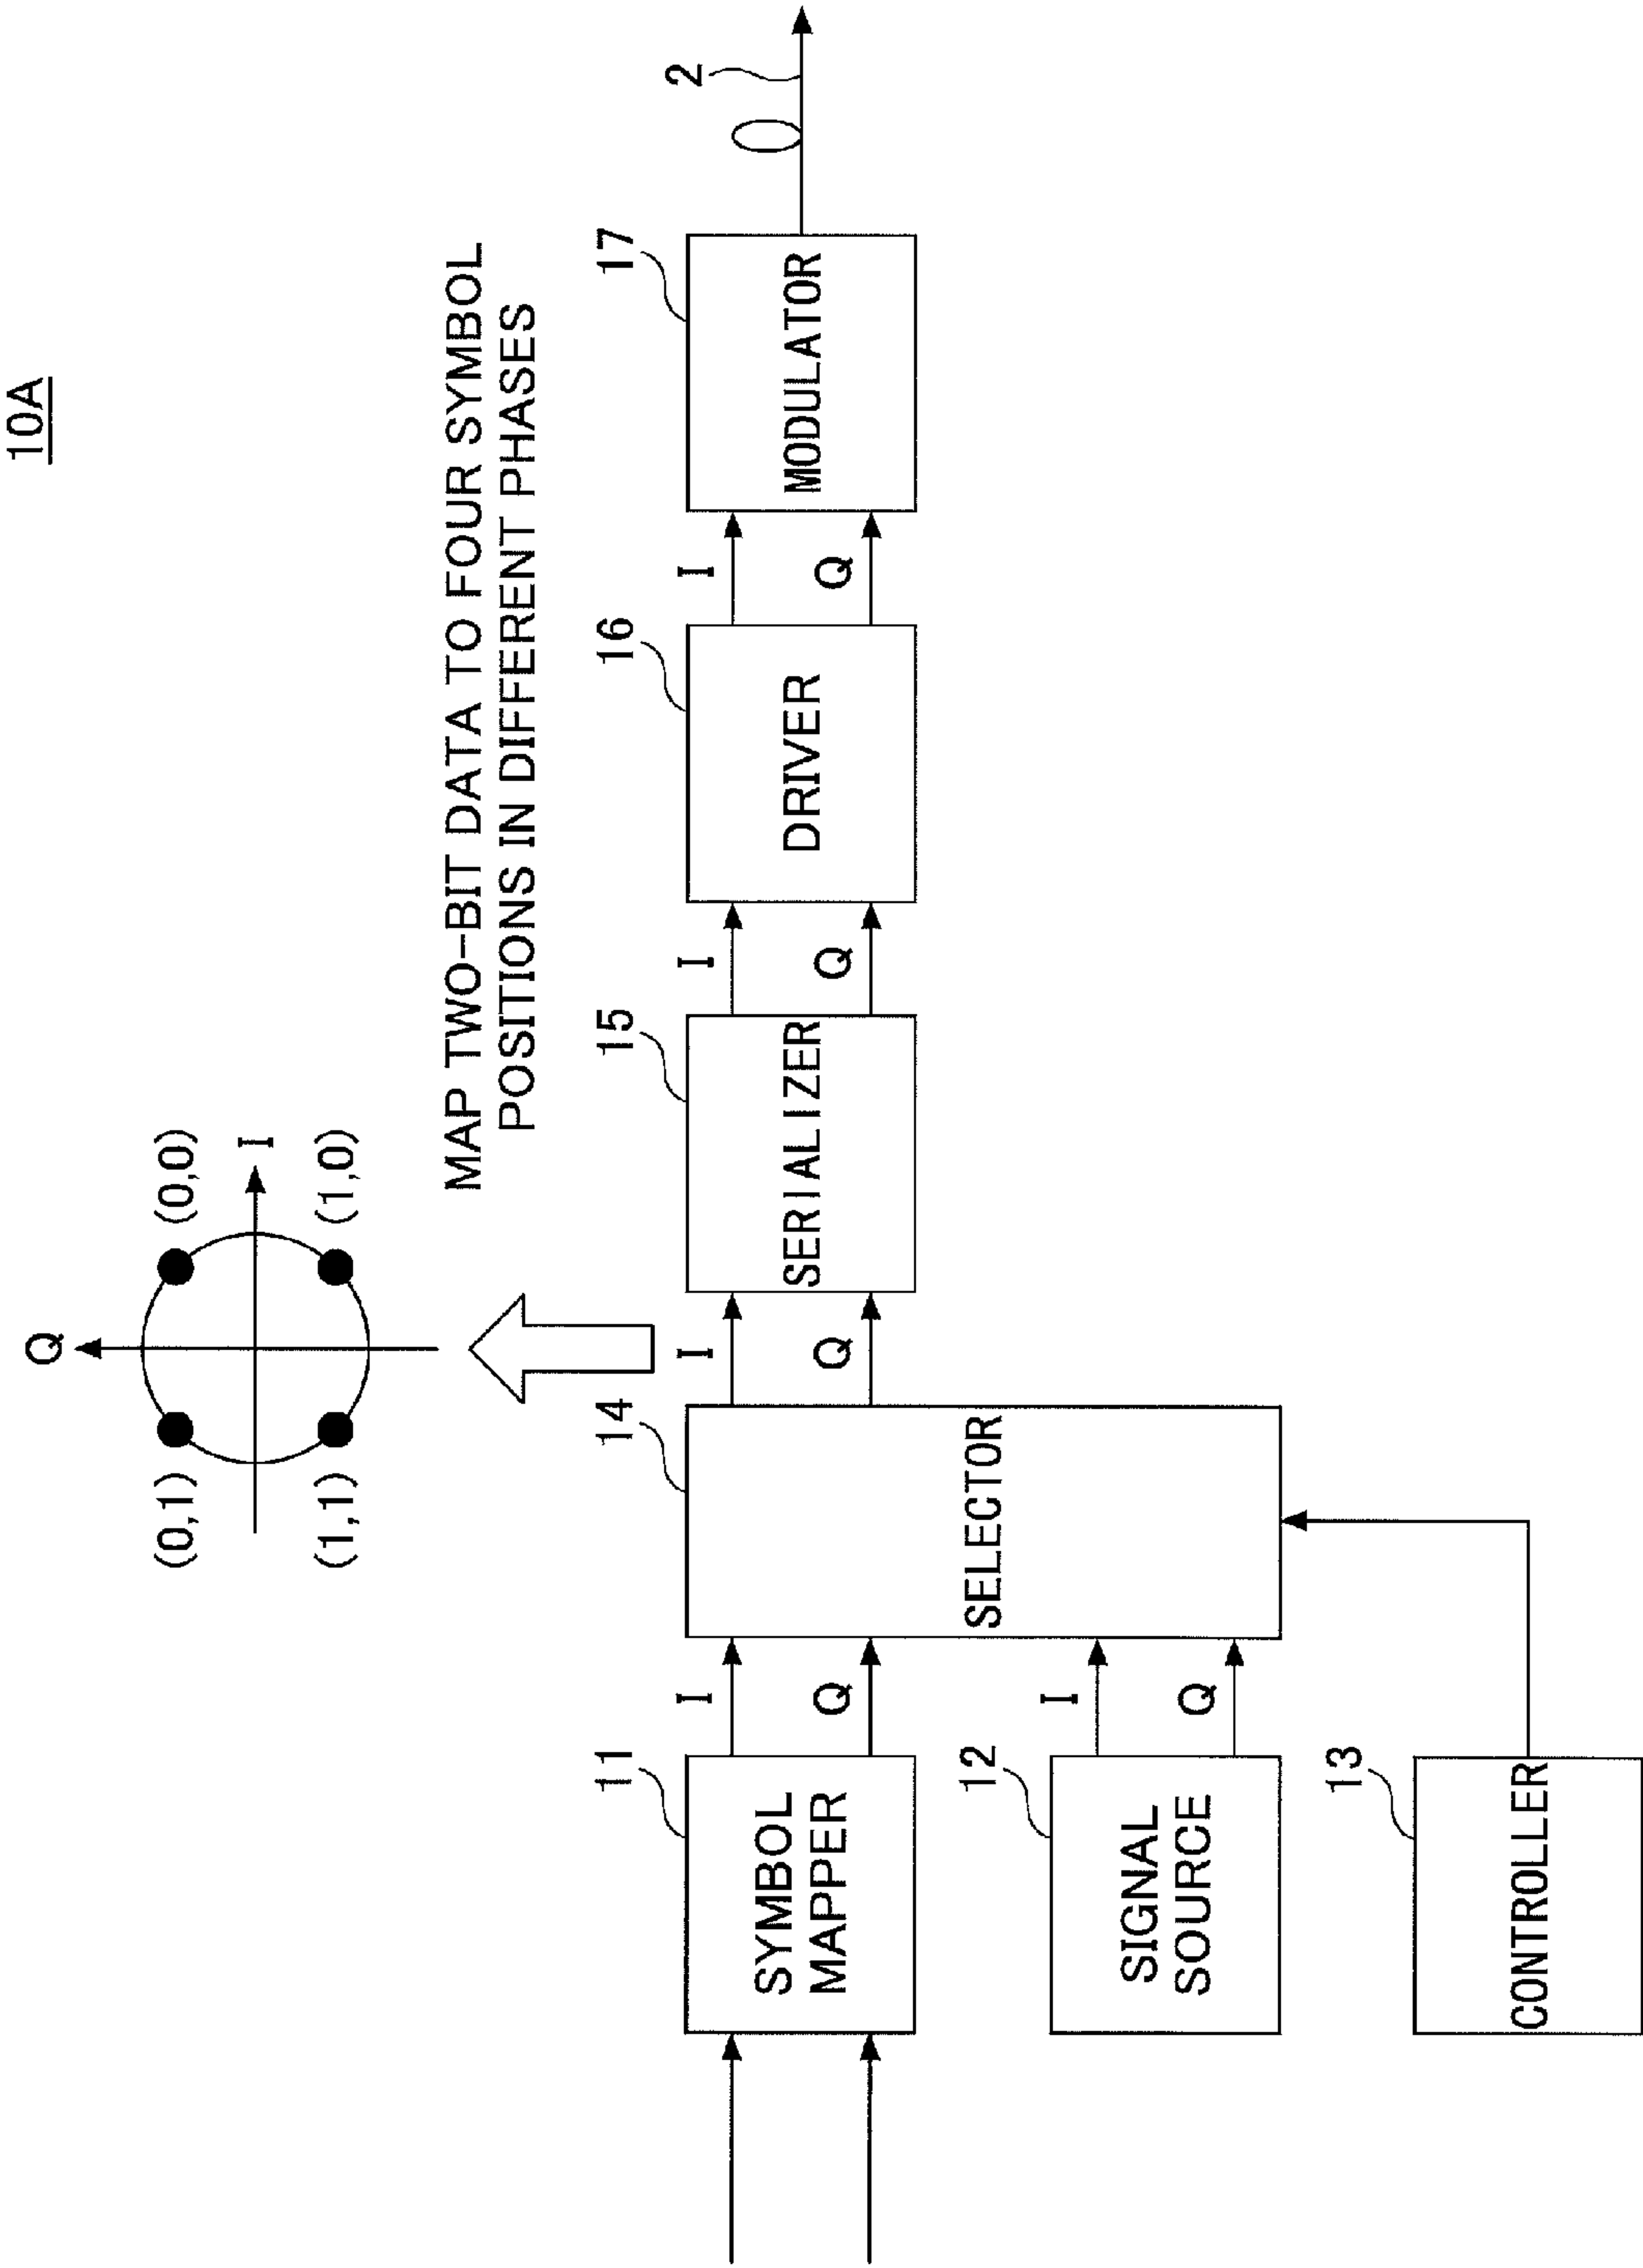 10A
Q
(0,1)
(0,0)
I
(1,1)
(1,0)
MAP TWO-BIT DATA TO FOUR SYMBOL
POSITIONS IN DIFFERENT PHASES
11
SYMBOL
MAPPER
I
Q
12
SIGNAL
SOURCE
I
Q
13
CONTROLLER
14
SELECTOR
I
Q
15
SERIALIZER
I
Q
16
DRIVER
I
Q
17
MODULATOR
2